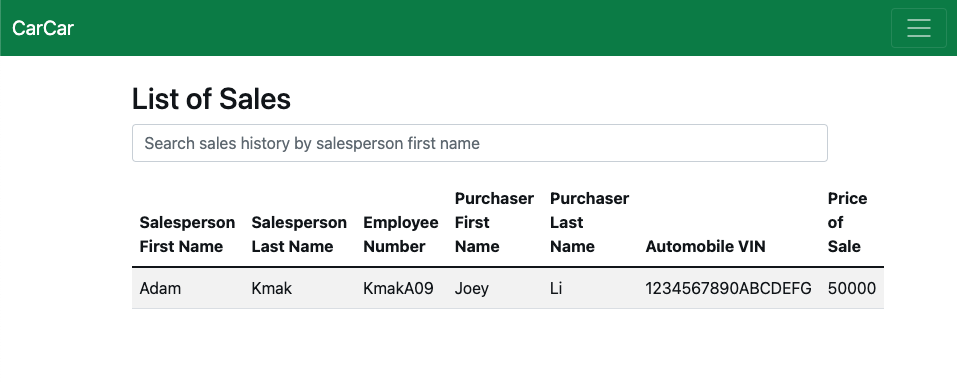 CarCar
List of Sales
Search sales history by salesperson first name
Salesperson First Name Salesperson Last Name Employee Number Purchaser First Name Purchaser Last Name Automobile VIN Price of Sale
Adam Kmak KmakA09 Joey Li 1234567890ABCDEFG 50000